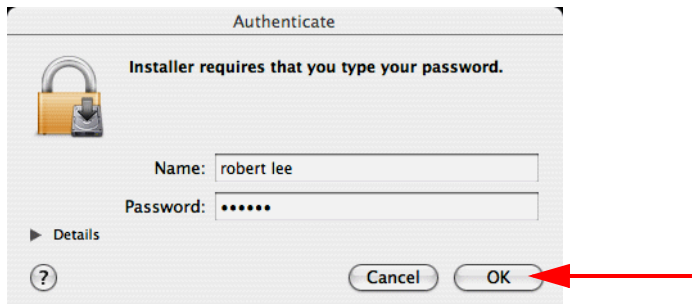 Authenticate
Installer requires that you type your password.
Name: robert lee
Password: ••••••
Details
?
Cancel OK